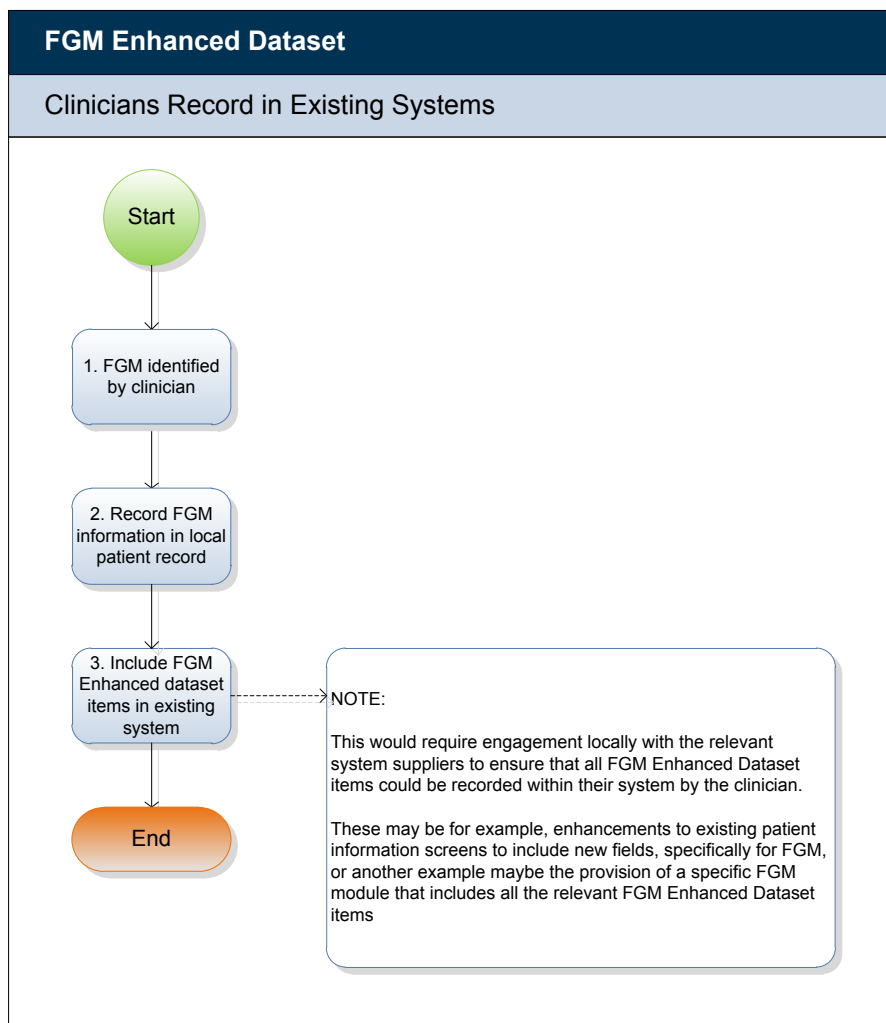 FGM Enhanced Dataset
Clinicians Record in Existing Systems
Start
1. FGM identified
by clinician
2. Record FGM
information in local
patient record
3. Include FGM
Enhanced dataset
items in existing
system
End
NOTE:
This would require engagement locally with the relevant
system suppliers to ensure that all FGM Enhanced Dataset
items could be recorded within their system by the clinician.
These may be for example, enhancements to existing patient
information screens to include new fields, specifically for FGM,
or another example maybe the provision of a specific FGM
module that includes all the relevant FGM Enhanced Dataset
items